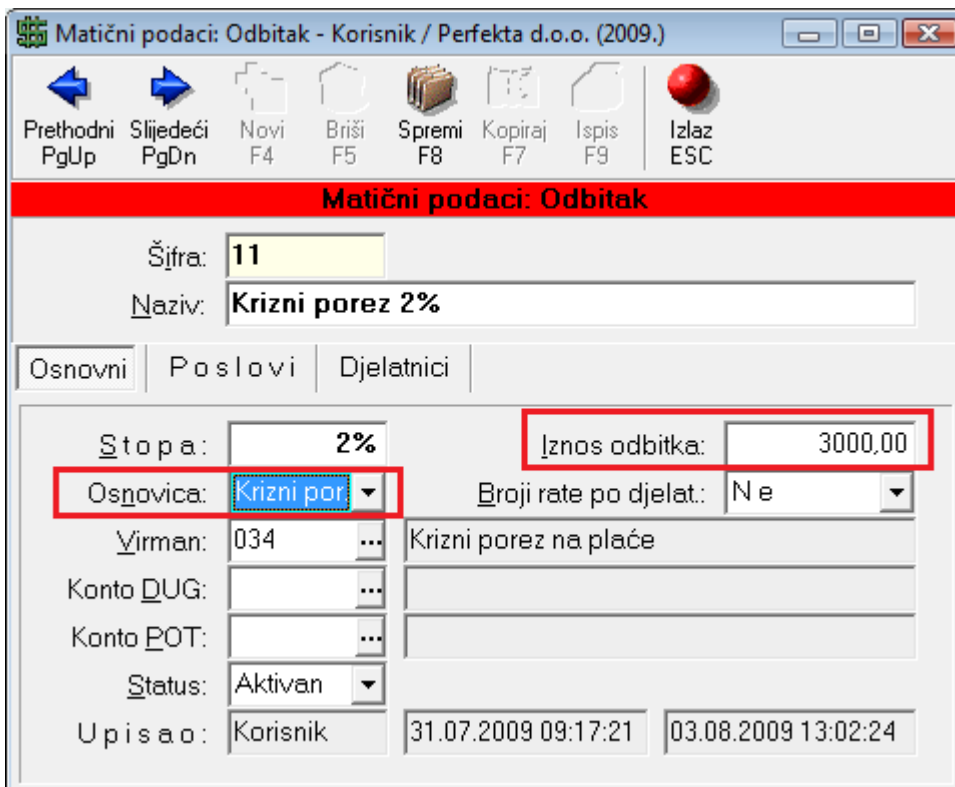 Matični podaci: Odbitak - Korisnik / Perfekta d.o.o. (2009.)
Prethodni Slijedeći Novi Briši Spremi Kopiraj Ispis Izlaz
PgUp PgDn F4 F5 F8 F7 F9 ESC
Matični podaci: Odbitak
Šifra: 11
Naziv: Krizni porez 2%
Osnovni Poslovi Djelatnici
Stopa: 2% Iznos odbitka: 3000,00
Osnovica: Krizni por Broji rate po djelat.: Ne
Virman: 034 ... Krizni porez na plaće
Konto DUG: ...
Konto POT: ...
Status: Aktivan
Upisao: Korisnik 31.07.2009 09:17:21 03.08.2009 13:02:24